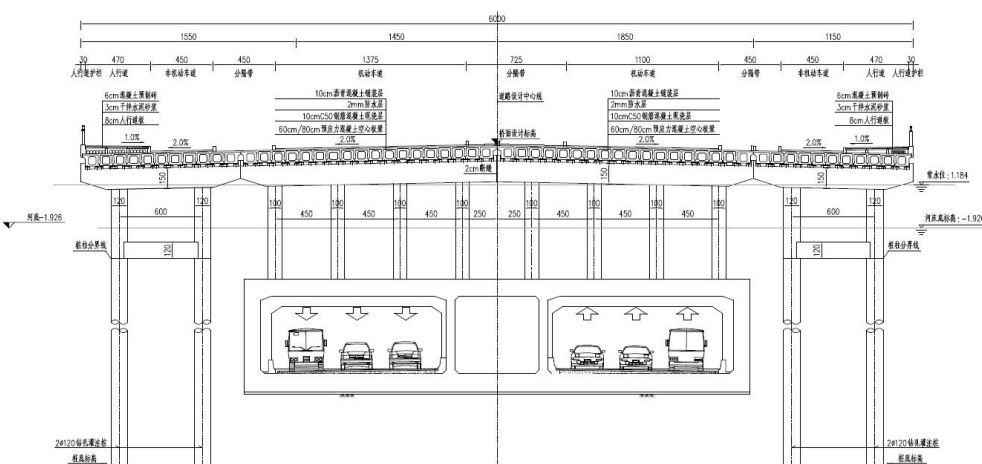 6000
1550 1450 1850 1150
30 470 450 450 1375 725 1100 450 450 470 30
人行道护栏 人行道 非机动车道 分隔带 机动车道 分隔带 机动车道 分隔带 非机动车道 人行道 人行道护栏
6cm混凝土预制砖
3cm干拌水泥砂浆
8cm人行道板
10cm沥青混凝土铺装层
2mm防水层
10cmC50钢筋混凝土现浇层
60cm/80cm预应力混凝土空心板梁
道路设计中心线
桥面设计标高
10cm沥青混凝土铺装层
2mm防水层
10cmC50钢筋混凝土现浇层
60cm/80cm预应力混凝土空心板梁
6cm混凝土预制砖
3cm干拌水泥砂浆
8cm人行道板
1.0% 2.0% 2.0% 2.0% 2.0% 1.0%
2cm断缝
150 150 150
常水位:1.184
120 120 100 100 100 100 100 100 100 100 120 120
600 450 450 450 250 250 450 450 450 600
河底-1.926
河床底标高:-1.926
桩柱分界线 120 120 桩柱分界线
2#120钻孔灌注桩 2#120钻孔灌注桩
桩底标高 桩底标高